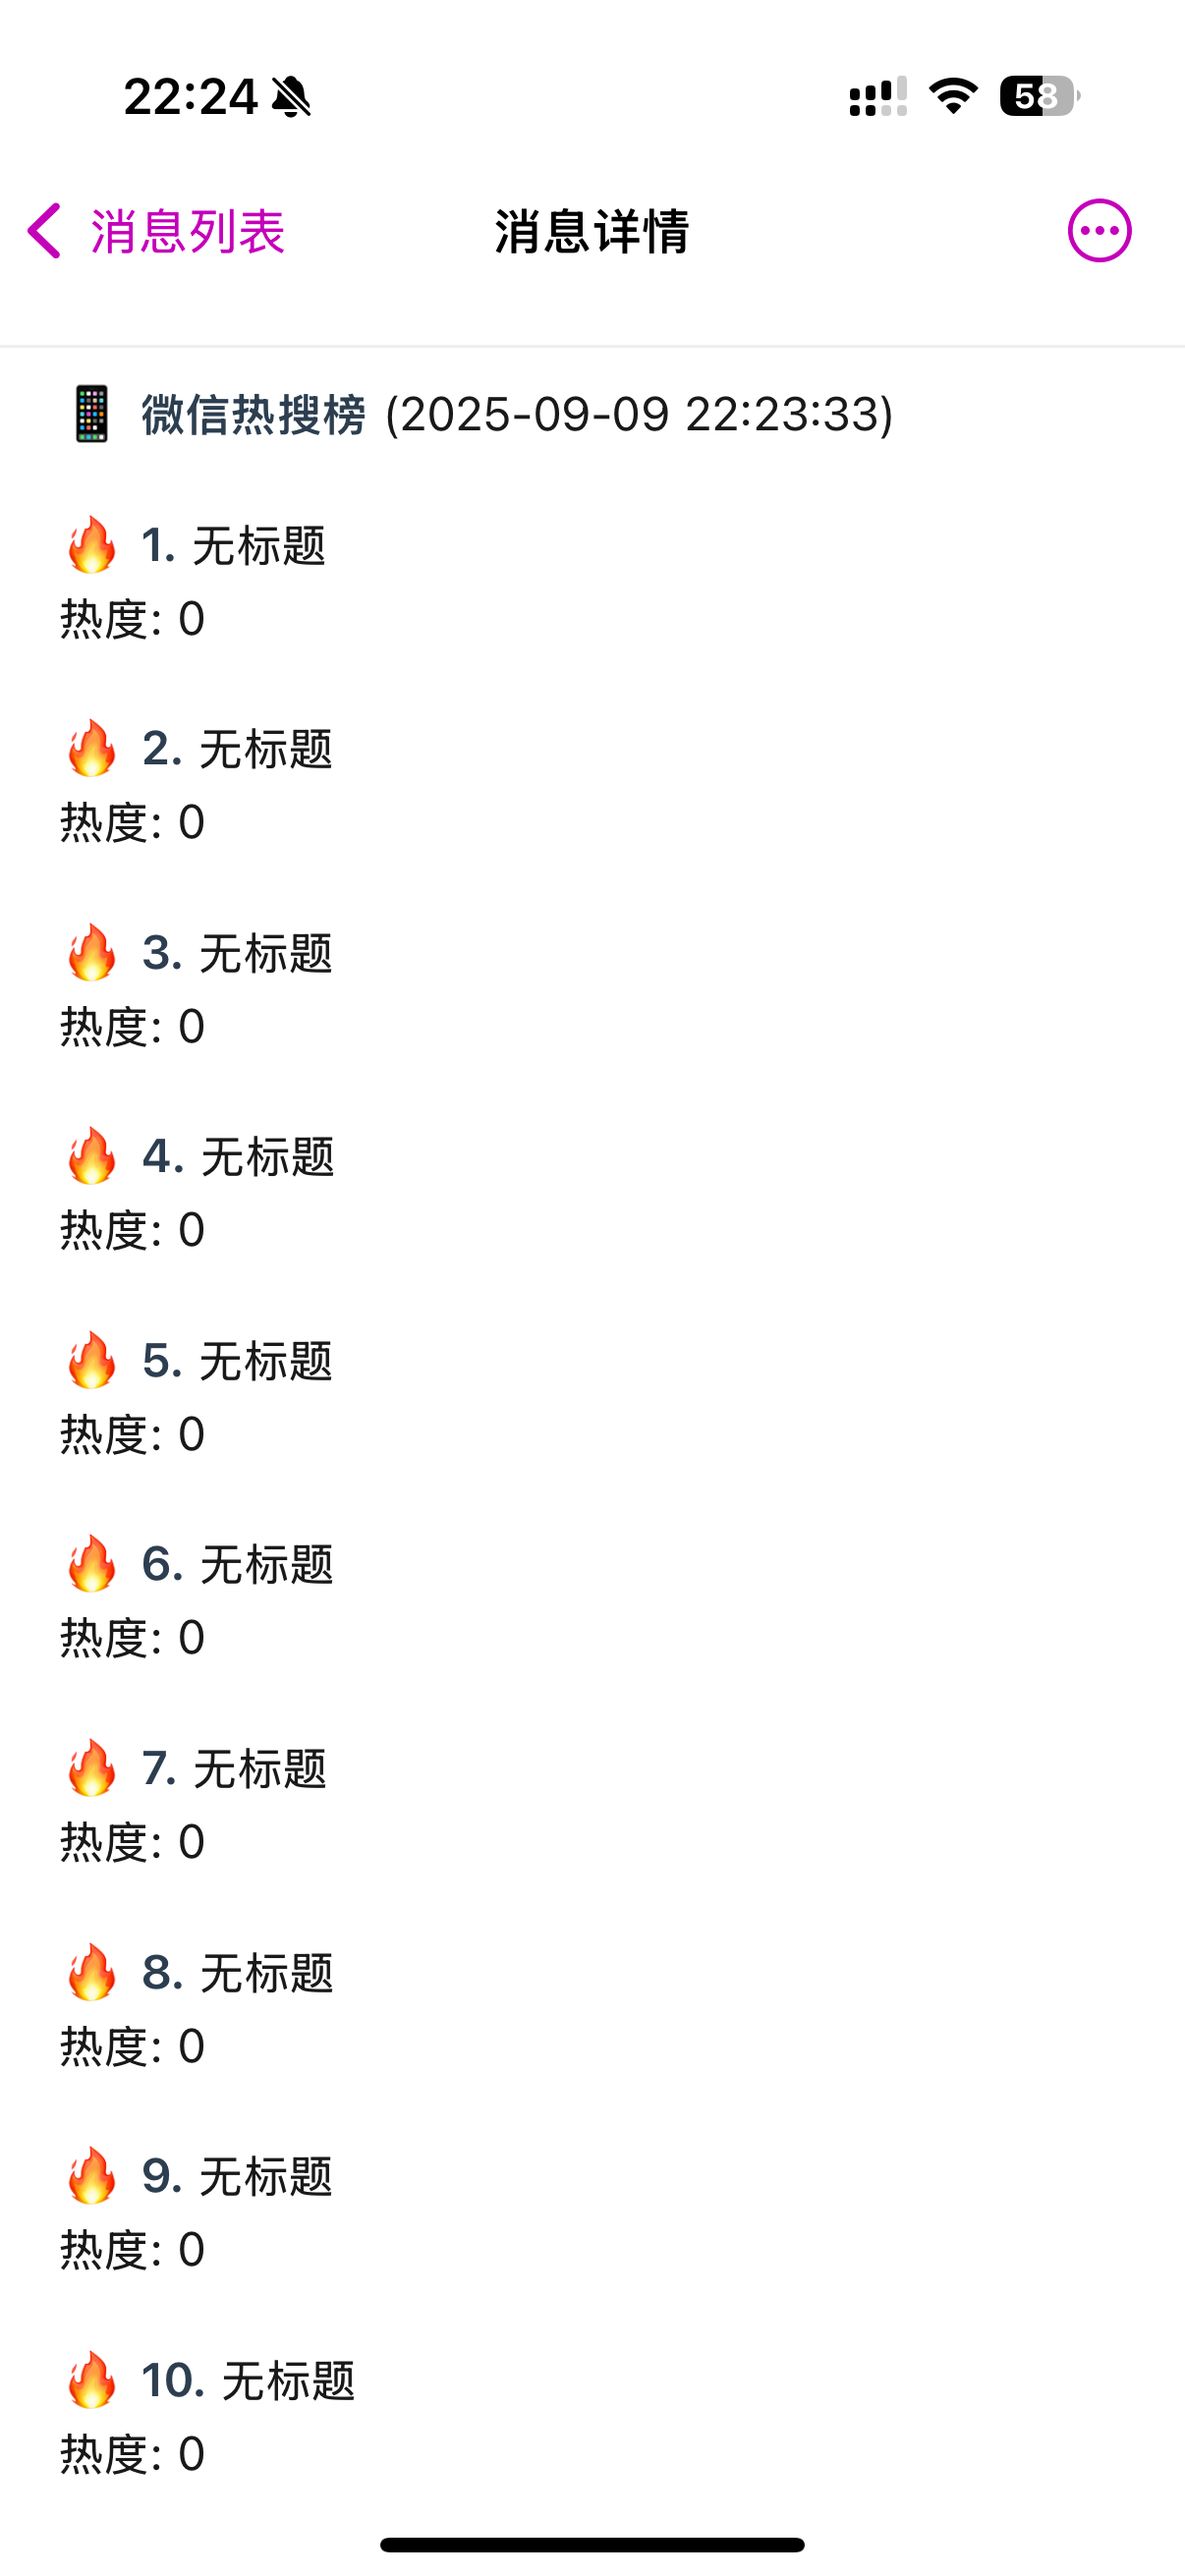 22:24
58
消息列表
消息详情
📱 微信热搜榜 (2025-09-09 22:23:33)
🔥 1. 无标题
热度: 0
🔥 2. 无标题
热度: 0
🔥 3. 无标题
热度: 0
🔥 4. 无标题
热度: 0
🔥 5. 无标题
热度: 0
🔥 6. 无标题
热度: 0
🔥 7. 无标题
热度: 0
🔥 8. 无标题
热度: 0
🔥 9. 无标题
热度: 0
🔥 10. 无标题
热度: 0